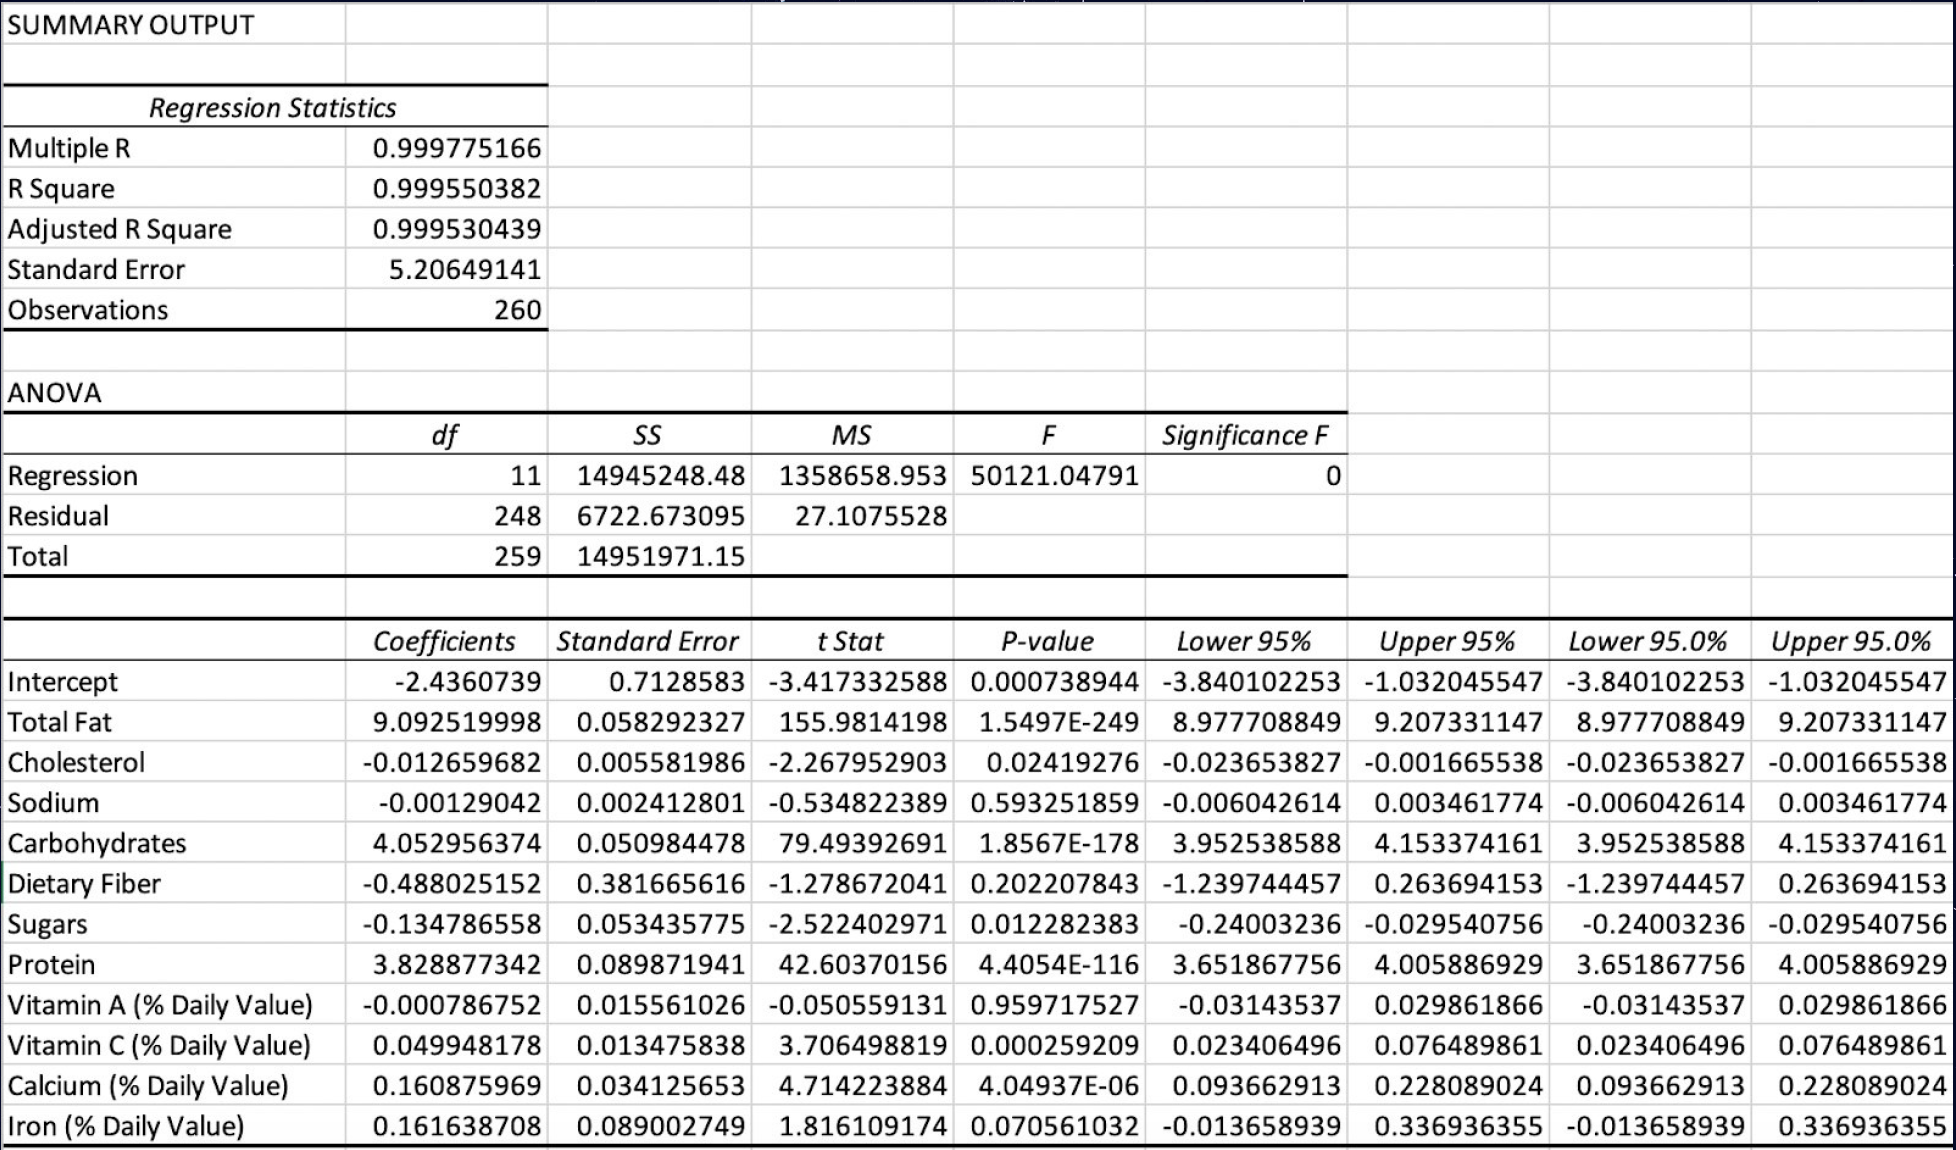 SUMMARY OUTPUT
Regression Statistics
Multiple R 0.999775166
R Square 0.999550382
Adjusted R Square 0.999530439
Standard Error 5.20649141
Observations 260
ANOVA
df SS MS F Significance F
Regression 11 14945248.48 1358658.953 50121.04791 0
Residual 248 6722.673095 27.1075528
Total 259 14951971.15
Coefficients Standard Error t Stat P-value Lower 95% Upper 95% Lower 95.0% Upper 95.0%
Intercept -2.4360739 0.7128583 -3.417332588 0.000738944 -3.840102253 -1.032045547 -3.840102253 -1.032045547
Total Fat 9.092519998 0.058292327 155.9814198 1.5497E-249 8.977708849 9.207331147 8.977708849 9.207331147
Cholesterol -0.012659682 0.005581986 -2.267952903 0.02419276 -0.023653827 -0.001665538 -0.023653827 -0.001665538
Sodium -0.00129042 0.002412801 -0.534822389 0.593251859 -0.006042614 0.003461774 -0.006042614 0.003461774
Carbohydrates 4.052956374 0.050984478 79.49392691 1.8567E-178 3.952538588 4.153374161 3.952538588 4.153374161
Dietary Fiber -0.488025152 0.381665616 -1.278672041 0.202207843 -1.239744457 0.263694153 -1.239744457 0.263694153
Sugars -0.134786558 0.053435775 -2.522402971 0.012282383 -0.24003236 -0.029540756 -0.24003236 -0.029540756
Protein 3.828877342 0.089871941 42.60370156 4.4054E-116 3.651867756 4.005886929 3.651867756 4.005886929
Vitamin A (% Daily Value) -0.000786752 0.015561026 -0.050559131 0.959717527 -0.03143537 0.029861866 -0.03143537 0.029861866
Vitamin C (% Daily Value) 0.049948178 0.013475838 3.706498819 0.000259209 0.023406496 0.076489861 0.023406496 0.076489861
Calcium (% Daily Value) 0.160875969 0.034125653 4.714223884 4.04937E-06 0.093662913 0.228089024 0.093662913 0.228089024
Iron (% Daily Value) 0.161638708 0.089002749 1.816109174 0.070561032 -0.013658939 0.336936355 -0.013658939 0.336936355